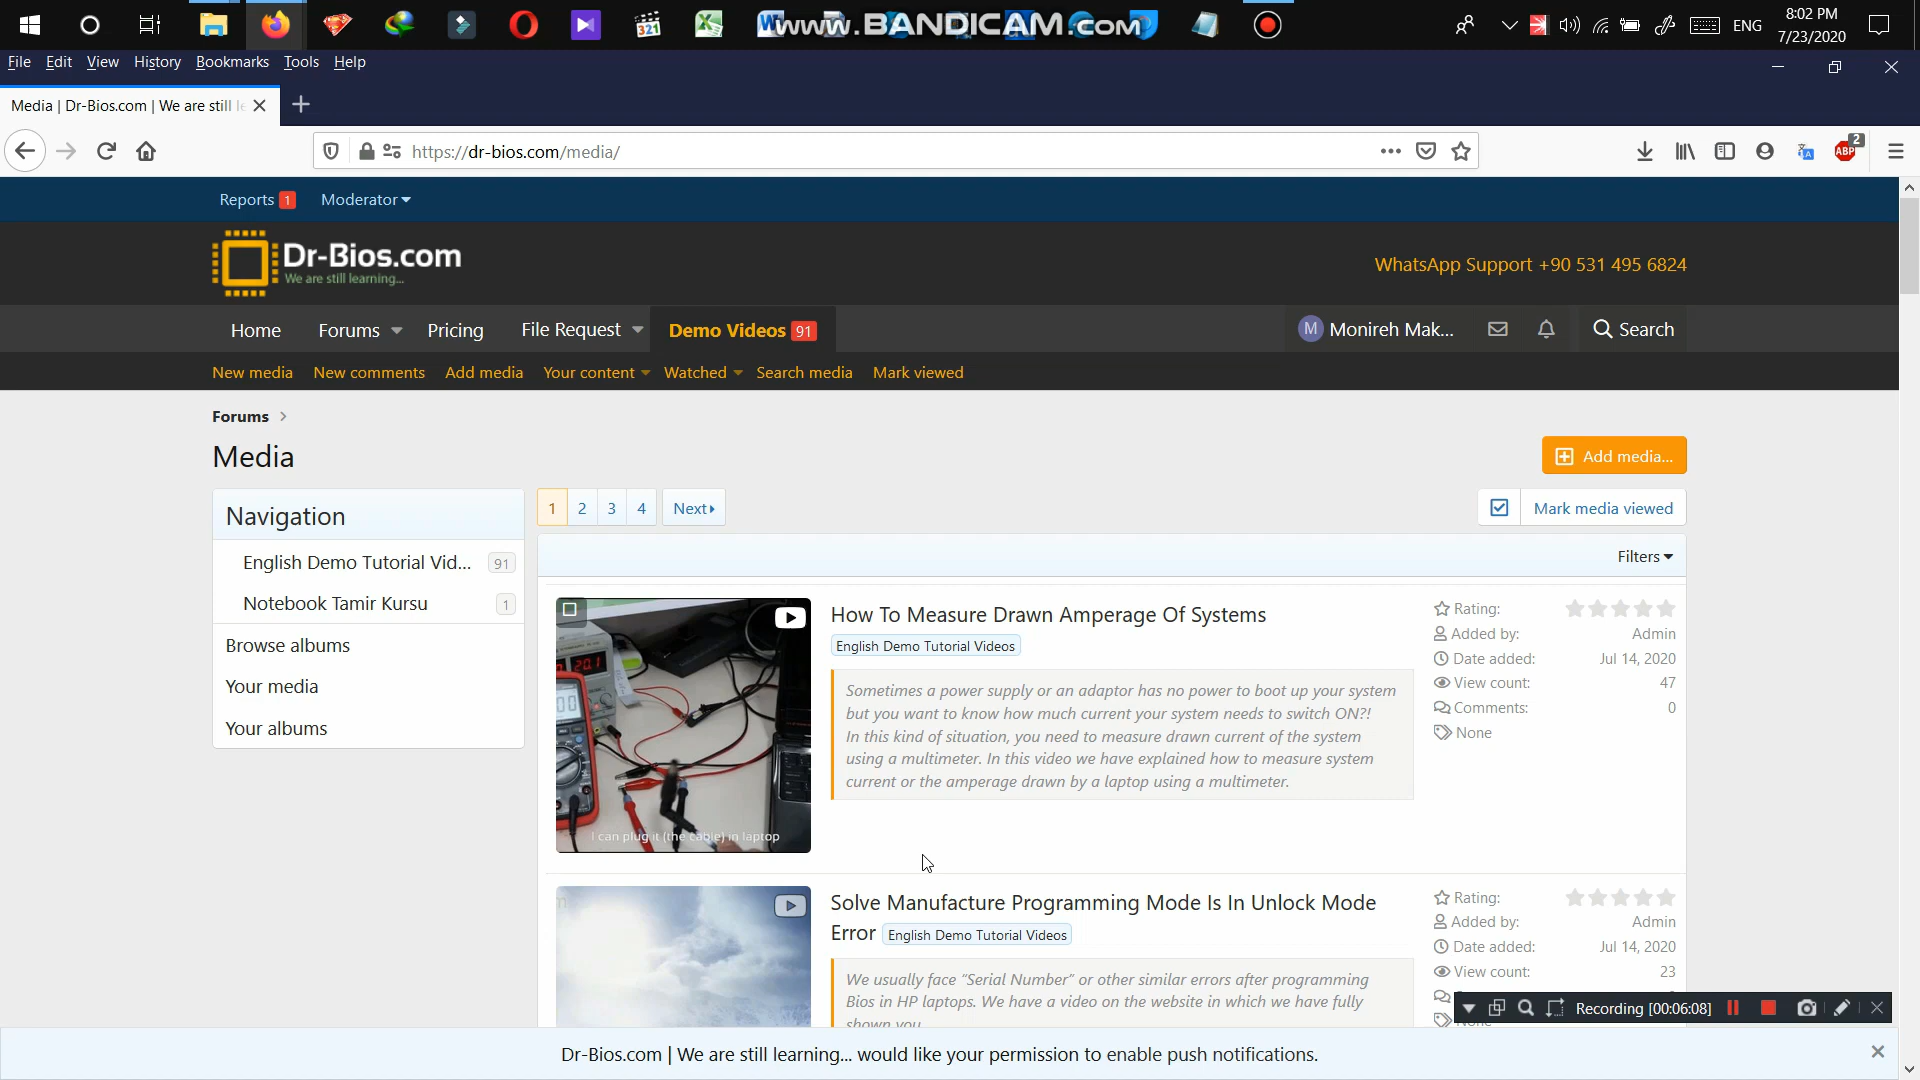 www.BANDICAM.com
ENG
8:02 PM
7/23/2020
File Edit View History Bookmarks Tools Help
Media | Dr-Bios.com | We are still le
https://dr-bios.com/media/
ABP
2
Reports 1 Moderator
Dr-Bios.com
We are still learning...
WhatsApp Support +90 531 495 6824
Home Forums Pricing File Request Demo Videos 91
M Monireh Mak... Search
New media New comments Add media Your content Watched Search media Mark viewed
Forums
Media
Add media...
Navigation
English Demo Tutorial Vid... 91
Notebook Tamir Kursu 1
Browse albums
Your media
Your albums
1 2 3 4 Next
Mark media viewed
Filters
20.1
I can plug it (the cable) in laptop
How To Measure Drawn Amperage Of Systems
English Demo Tutorial Videos
Sometimes a power supply or an adaptor has no power to boot up your system
but you want to know how much current your system needs to switch ON?!
In this kind of situation, you need to measure drawn current of the system
using a multimeter. In this video we have explained how to measure system
current or the amperage drawn by a laptop using a multimeter.
Rating:
Added by: Admin
Date added: Jul 14, 2020
View count: 47
Comments: 0
None
Solve Manufacture Programming Mode Is In Unlock Mode
Error English Demo Tutorial Videos
We usually face "Serial Number" or other similar errors after programming
Bios in HP laptops. We have a video on the website in which we have fully
shown you
Rating:
Added by: Admin
Date added: Jul 14, 2020
View count: 23
Recording [00:06:08]
Dr-Bios.com | We are still learning... would like your permission to enable push notifications.